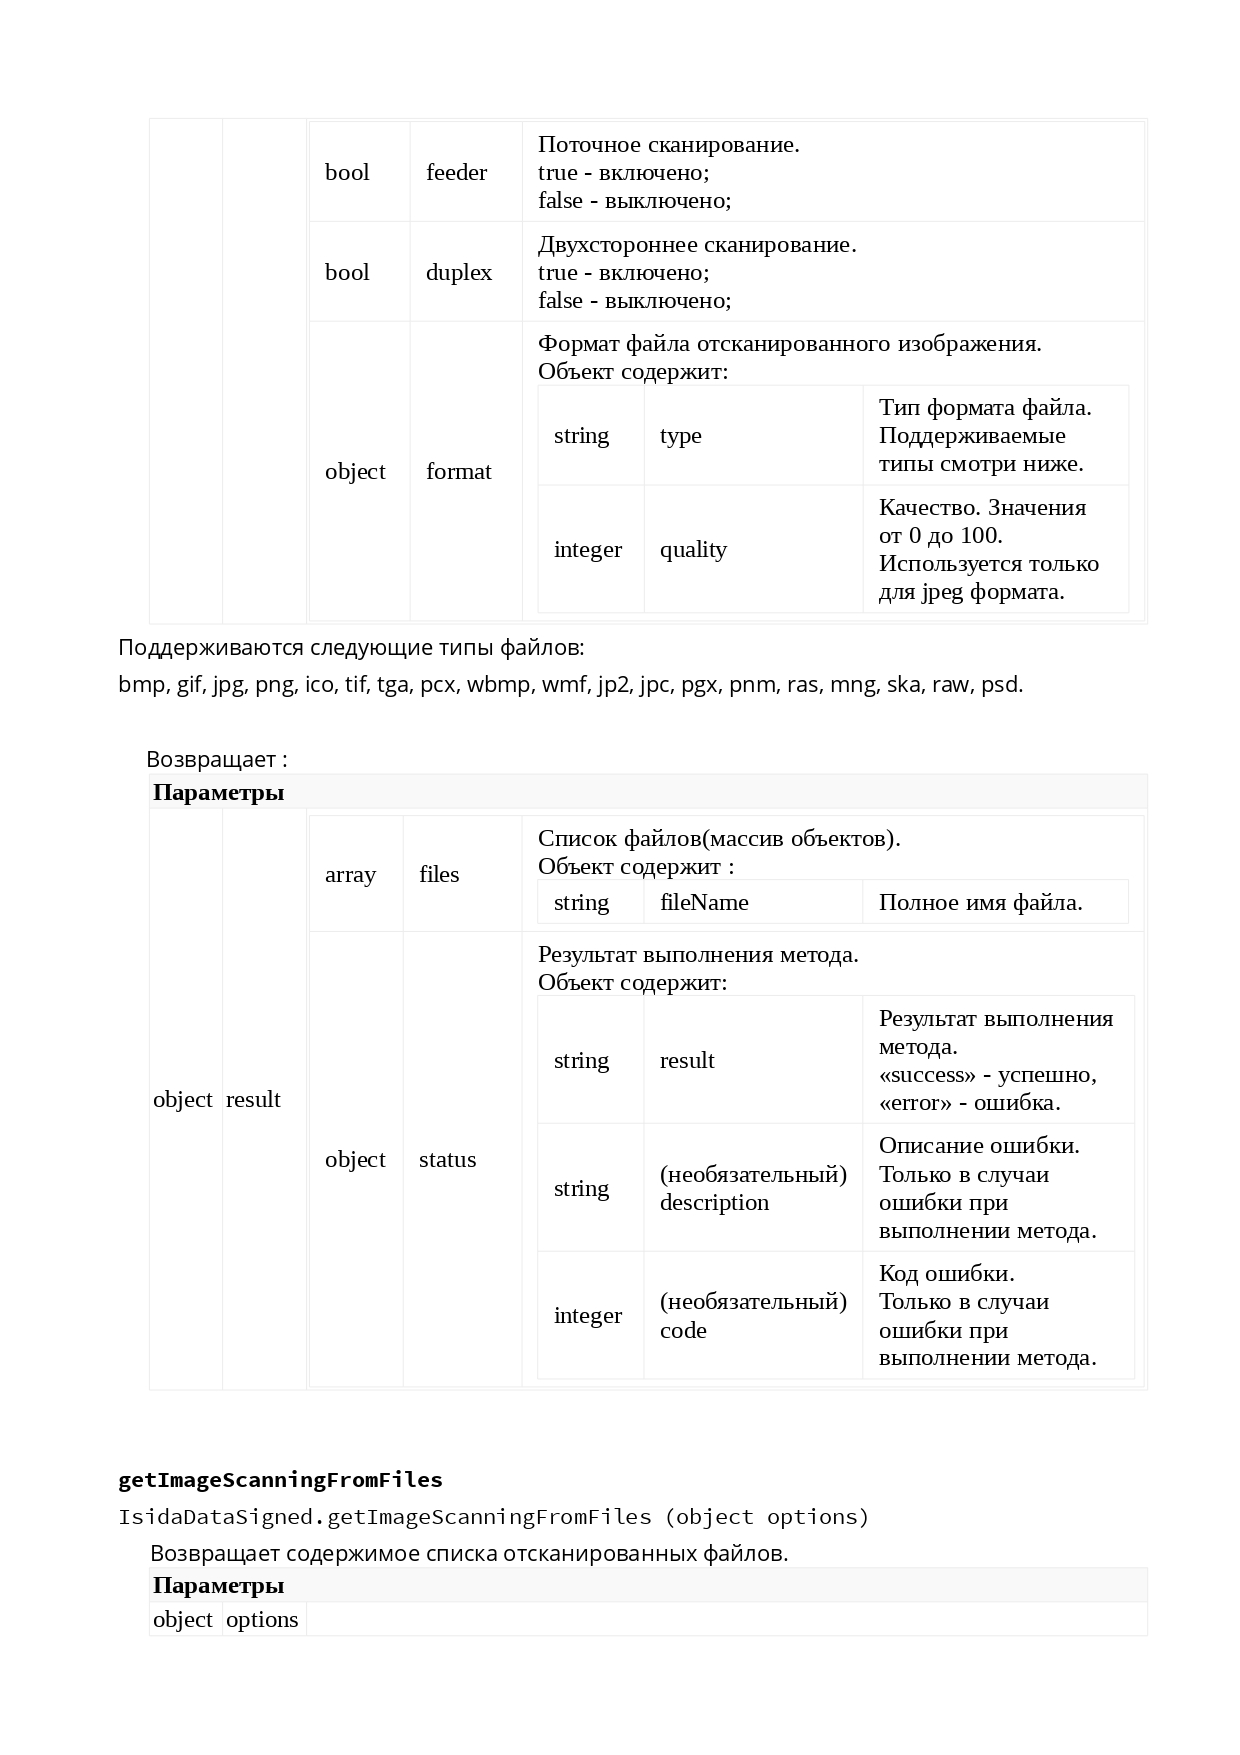 bool feeder Поточное сканирование.
true - включено;
false - выключено;
bool duplex Двухстороннее сканирование.
true - включено;
false - выключено;
object format Формат файла отсканированного изображения.
Объект содержит:
string type Тип формата файла.
Поддерживаемые
типы смотри ниже.
integer quality Качество. Значения
от 0 до 100.
Используется только
для jpeg формата.
Поддерживаются следующие типы файлов:
bmp, gif, jpg, png, ico, tif, tga, pcx, wbmp, wmf, jp2, jpc, pgx, pnm, ras, mng, ska, raw, psd.
Возвращает :
Параметры
object result
array files Список файлов(массив объектов).
Объект содержит :
string fileName Полное имя файла.
object status Результат выполнения метода.
Объект содержит:
string result Результат выполнения
метода.
«success» - успешно,
«error» - ошибка.
string (необязательный)
description Описание ошибки.
Только в случаи
ошибки при
выполнении метода.
integer (необязательный)
code Код ошибки.
Только в случаи
ошибки при
выполнении метода.
getImageScanningFromFiles
IsidaDataSigned.getImageScanningFromFiles (object options)
Возвращает содержимое списка отсканированных файлов.
Параметры
object options